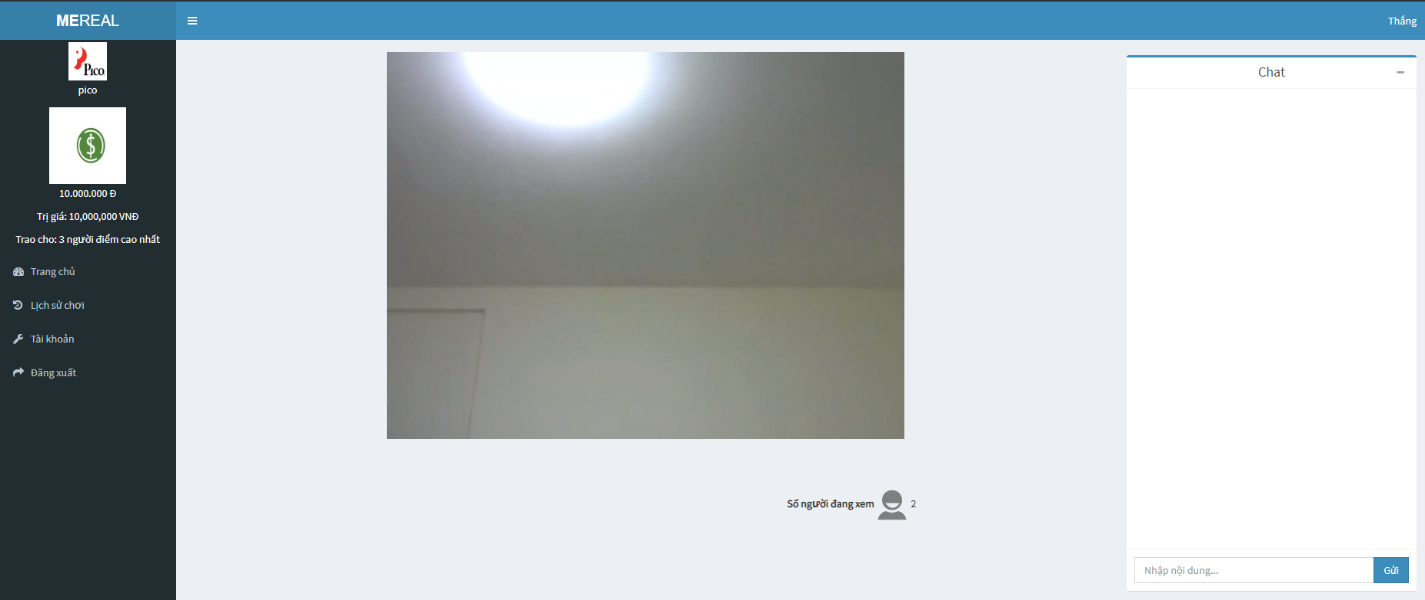 MEREAL
Thắng
Pico
pico
$
10.000.000 Đ
Trị giá: 10,000,000 VNĐ
Trao cho: 3 người điểm cao nhất
Trang chủ
Lịch sử chơi
Tài khoản
Đăng xuất
Số người đang xem 2
Chat
Nhập nội dung...
Gửi